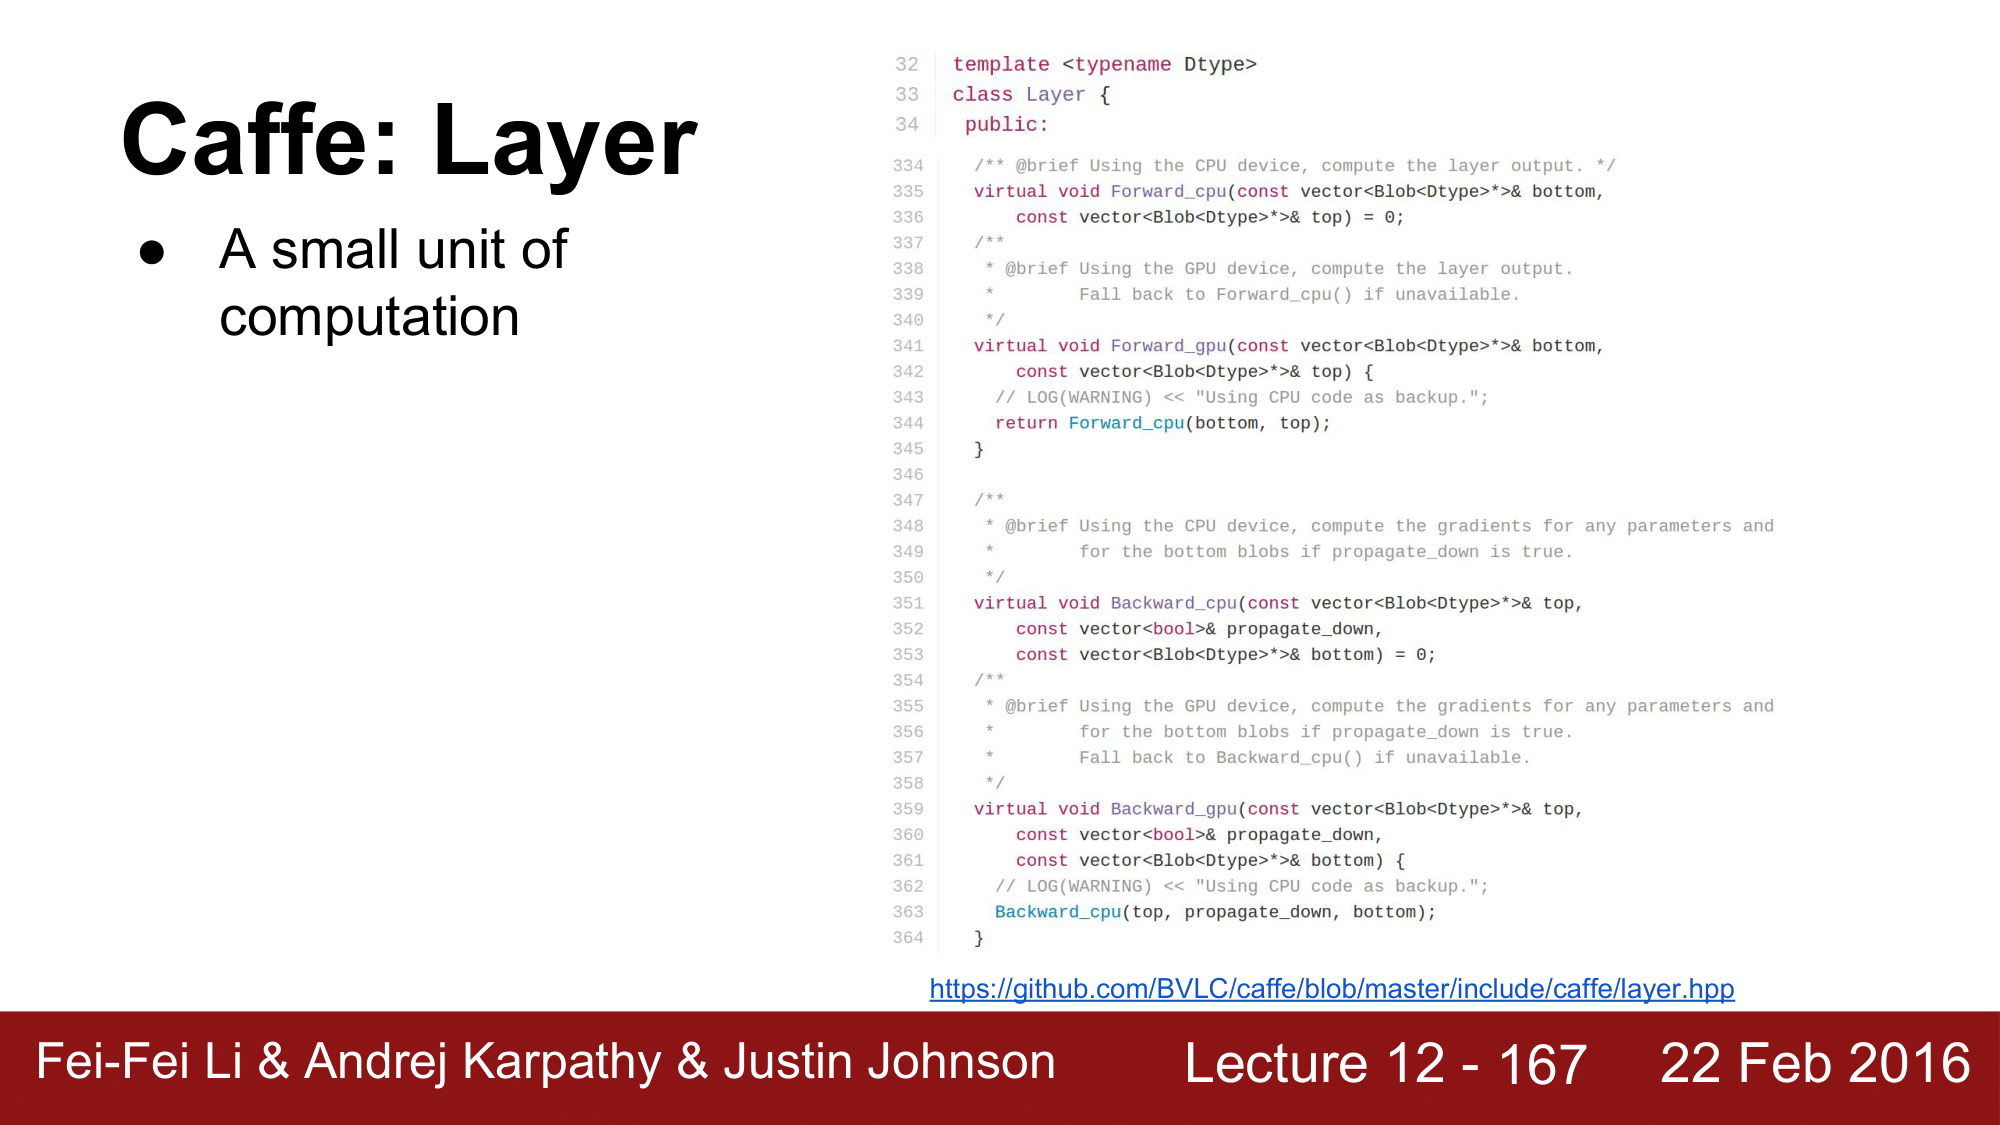 Caffe: Layer
● A small unit of
computation
32 template <typename Dtype>
33 class Layer {
34 public:
334 /** @brief Using the CPU device, compute the layer output. */
335 virtual void Forward_cpu(const vector<Blob<Dtype>*>& bottom,
336 const vector<Blob<Dtype>*>& top) = 0;
337 /**
338 * @brief Using the GPU device, compute the layer output.
339 * Fall back to Forward_cpu() if unavailable.
340 */
341 virtual void Forward_gpu(const vector<Blob<Dtype>*>& bottom,
342 const vector<Blob<Dtype>*>& top) {
343 // LOG(WARNING) << "Using CPU code as backup.";
344 return Forward_cpu(bottom, top);
345 }
346
347 /**
348 * @brief Using the CPU device, compute the gradients for any parameters and
349 * for the bottom blobs if propagate_down is true.
350 */
351 virtual void Backward_cpu(const vector<Blob<Dtype>*>& top,
352 const vector<bool>& propagate_down,
353 const vector<Blob<Dtype>*>& bottom) = 0;
354 /**
355 * @brief Using the GPU device, compute the gradients for any parameters and
356 * for the bottom blobs if propagate_down is true.
357 * Fall back to Backward_cpu() if unavailable.
358 */
359 virtual void Backward_gpu(const vector<Blob<Dtype>*>& top,
360 const vector<bool>& propagate_down,
361 const vector<Blob<Dtype>*>& bottom) {
362 // LOG(WARNING) << "Using CPU code as backup.";
363 Backward_cpu(top, propagate_down, bottom);
364 }
https://github.com/BVLC/caffe/blob/master/include/caffe/layer.hpp
Fei-Fei Li & Andrej Karpathy & Justin Johnson Lecture 12 - 167 22 Feb 2016